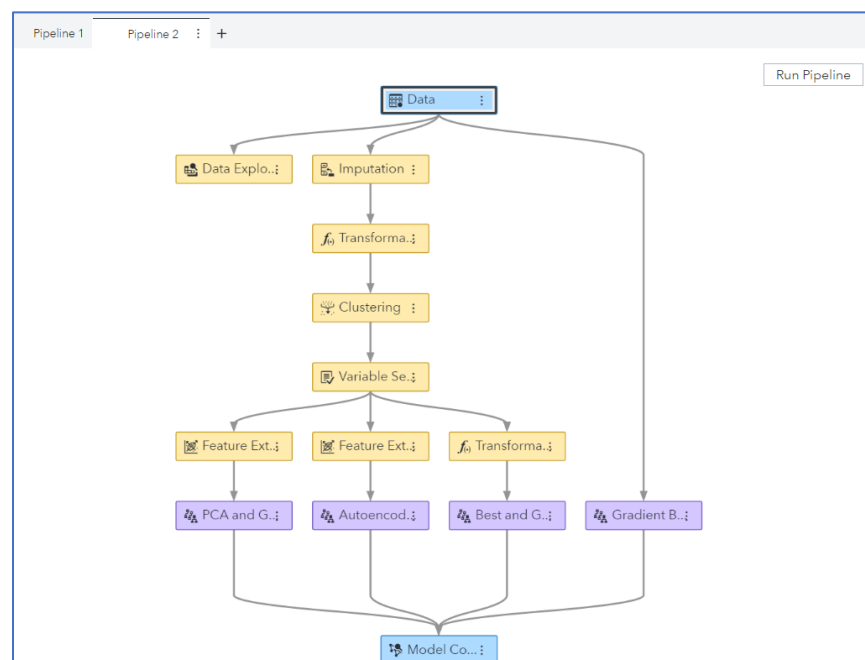 Pipeline 1
Pipeline 2
+
Run Pipeline
Data
Data Explo..
Imputation
f(x) Transforma..
Clustering
Variable Se..
Feature Ext..
Feature Ext..
f(x) Transforma..
PCA and G..
Autoencod..
Best and G..
Gradient B..
Model Co...